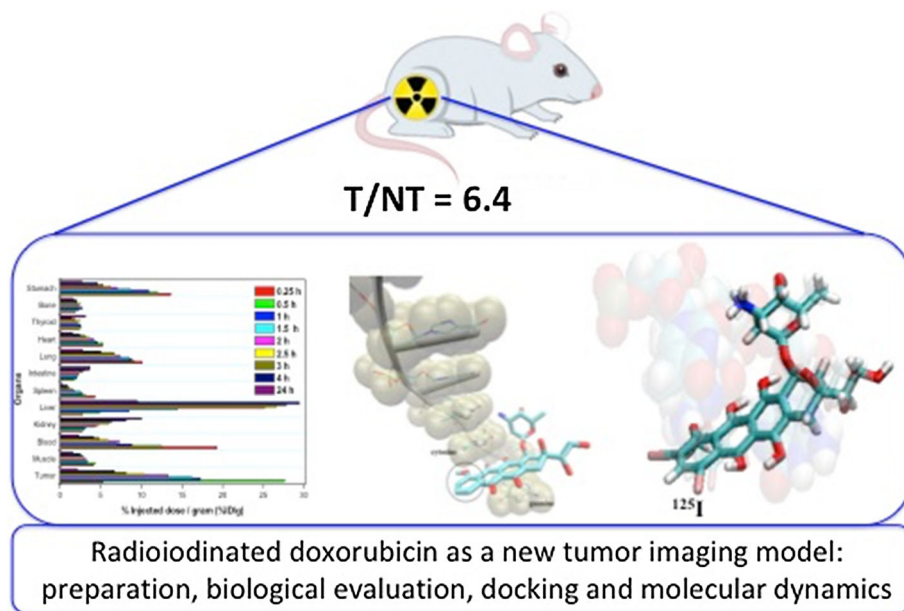 T/NT = 6.4
Stomach
Bone
Thyroid
Heart
Lung
Intestine
Spleen
Liver
Kidney
Blood
Muscle
Tumor
Organs
0.25 h
0.5 h
1 h
1.5 h
2 h
2.5 h
3 h
4 h
24 h
0 5 10 15 20 25 30
% Injected dose / gram (%ID/g)
125I
Radioiodinated doxorubicin as a new tumor imaging model:
preparation, biological evaluation, docking and molecular dynamics